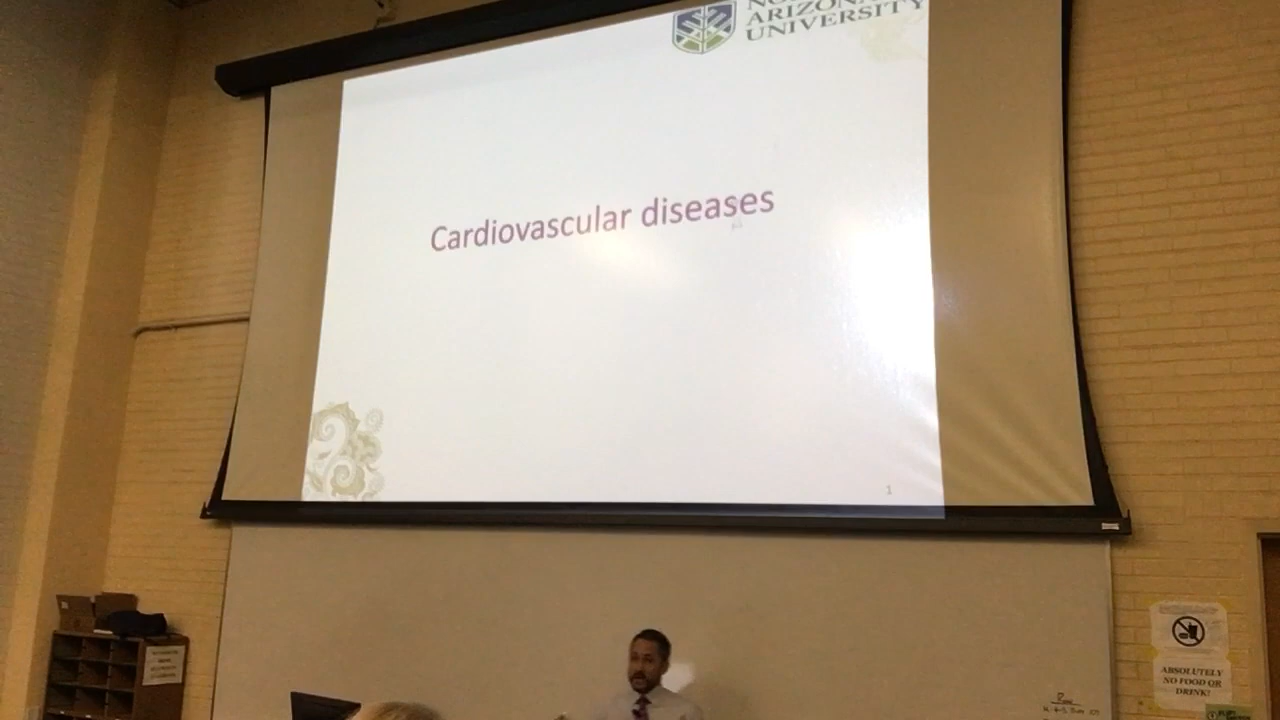 ARIZONA
UNIVERSITY
Cardiovascular diseases
1
ABSOLUTELY
NO FOOD OR
DRINK!